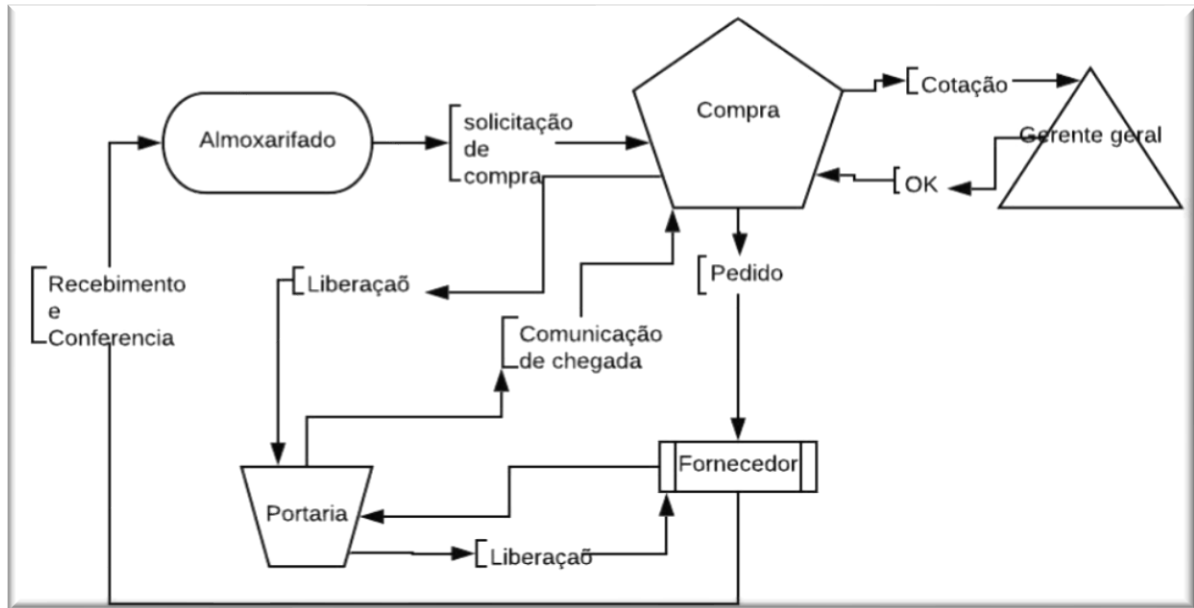 Compra
Cotação
Almoxarifado
solicitação
de
compra
Gerente geral
OK
Pedido
Recebimento
e
Conferencia
Liberaçaõ
Comunicação
de chegada
Fornecedor
Portaria
Liberaçaõ